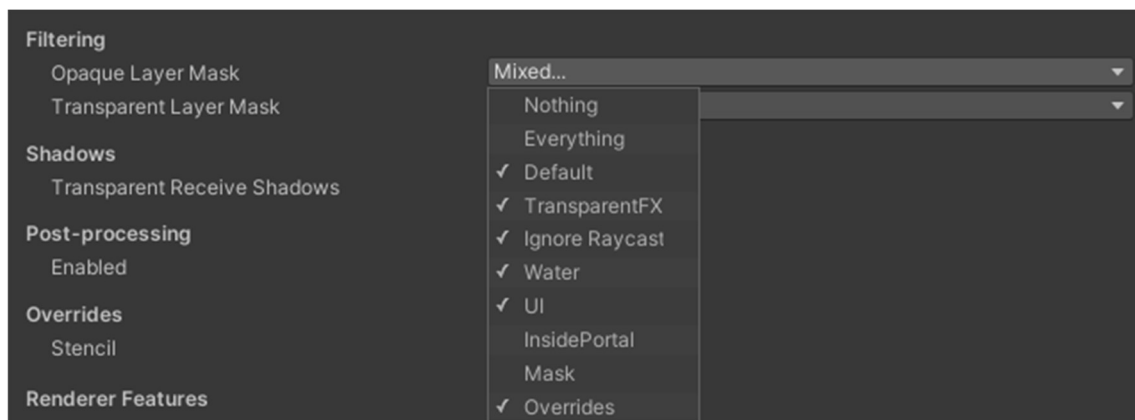 Filtering
Opaque Layer Mask
Mixed...
Transparent Layer Mask
Nothing
Everything
Shadows
Default
Transparent Receive Shadows
TransparentFX
Post-processing
Ignore Raycast
Enabled
Water
Overrides
UI
Stencil
InsidePortal
Mask
Renderer Features
Overrides